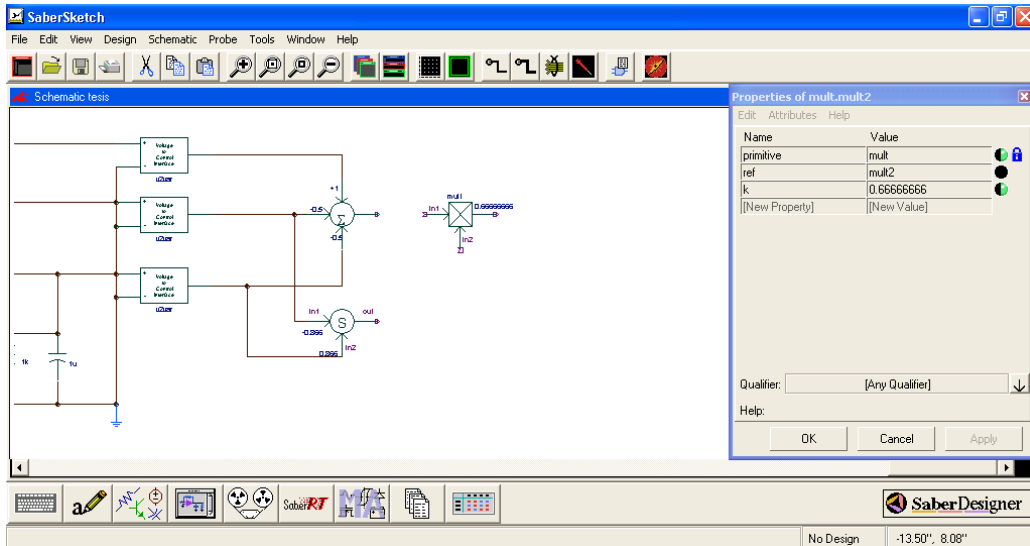 SaberSketch
File Edit View Design Schematic Probe Tools Window Help
Schematic tesis
Properties of mult.mult2
Edit Attributes Help
Name Value
primitive mult
ref mult2
k 0.66666666
[New Property] [New Value]
Qualifier: [Any Qualifier]
Help:
OK Cancel Apply
Voltage
to
Control
Interface
+1
mult
-0.5
Σ
in1
0.66666666
Voltage
to
Control
Interface
-0.5
in2
Voltage
to
Control
Interface
in1
out
-0.866
S
in2
0.866
1k
1u
a
SaberRT
MA
SaberDesigner
No Design -13.50", 8.08"